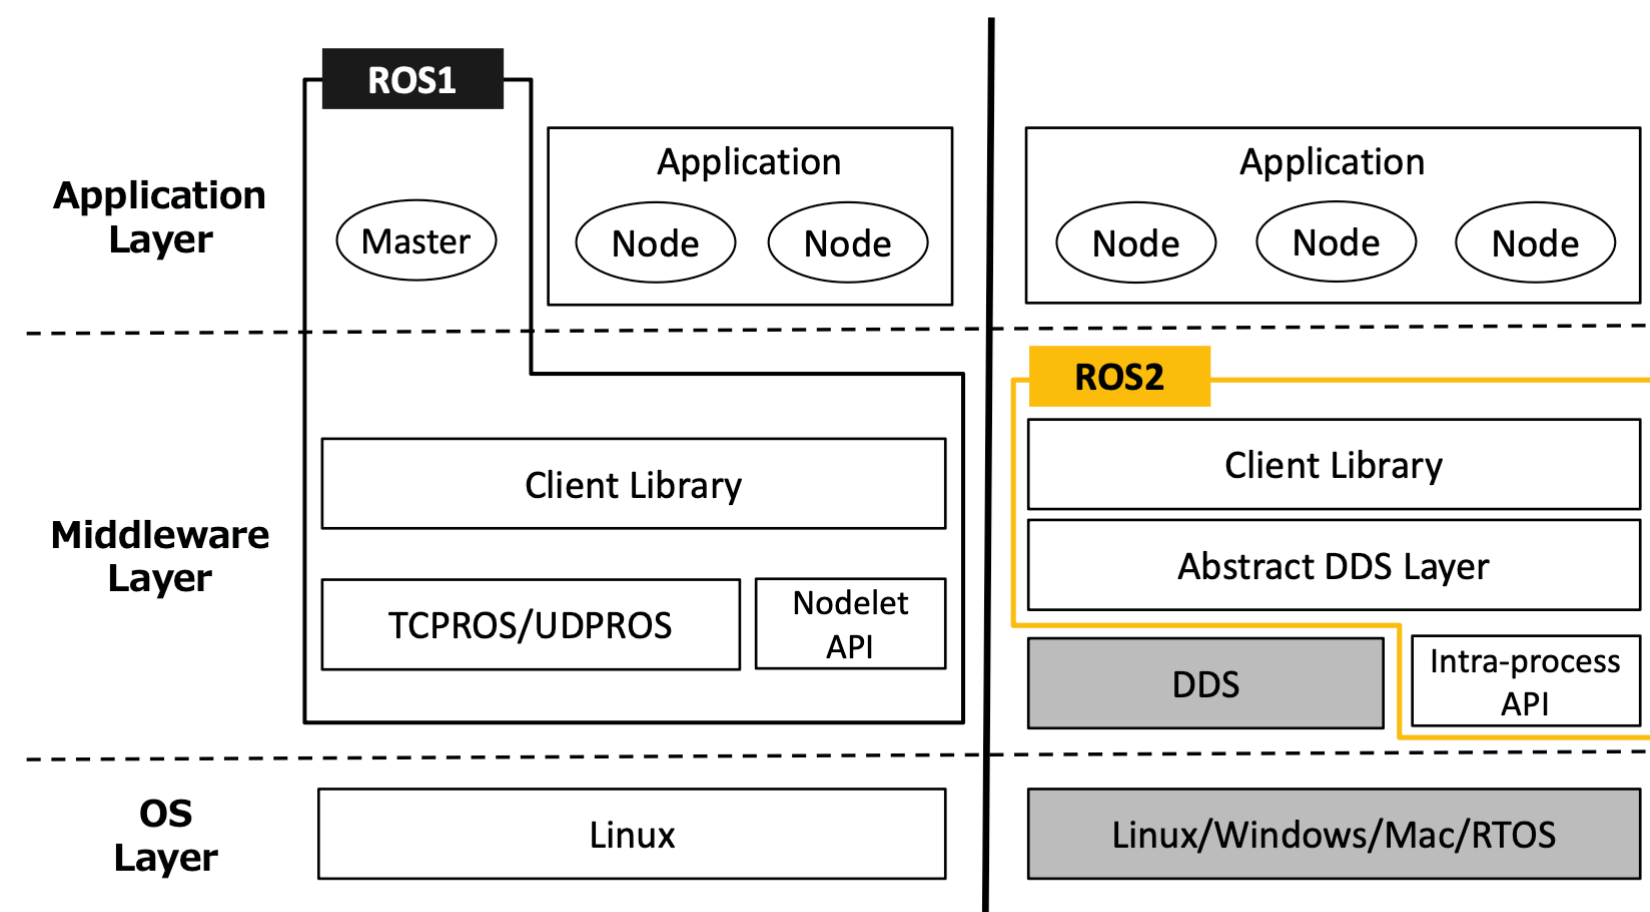 ROS1
Application
Layer
Master
Application
Node
Node
Application
Node
Node
Node
Middleware
Layer
Client Library
TCPROS/UDPROS
Nodelet
API
ROS2
Client Library
Abstract DDS Layer
DDS
Intra-process
API
OS
Layer
Linux
Linux/Windows/Mac/RTOS